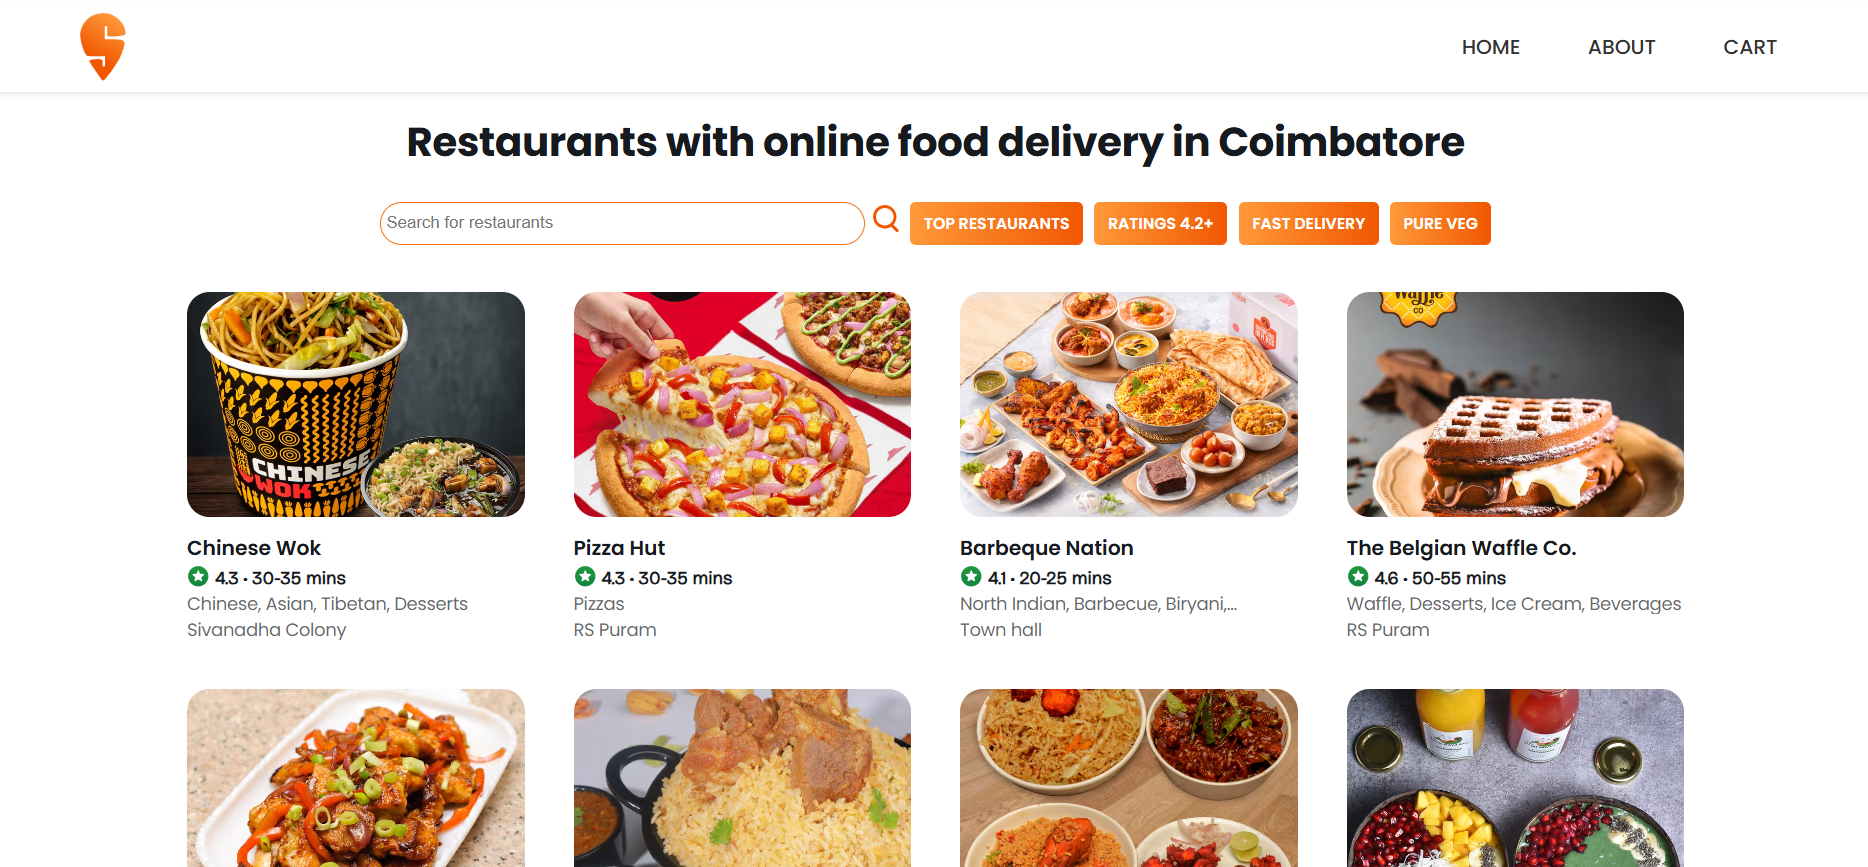 HOME ABOUT CART
Restaurants with online food delivery in Coimbatore
Search for restaurants
TOP RESTAURANTS
RATINGS 4.2+
FAST DELIVERY
PURE VEG
CHINESE
WOK
Waffle
CO
Chinese Wok
4.3 • 30-35 mins
Chinese, Asian, Tibetan, Desserts
Sivanadha Colony
Pizza Hut
4.3 • 30-35 mins
Pizzas
RS Puram
Barbeque Nation
4.1 • 20-25 mins
North Indian, Barbecue, Biryani,...
Town hall
The Belgian Waffle Co.
4.6 • 50-55 mins
Waffle, Desserts, Ice Cream, Beverages
RS Puram